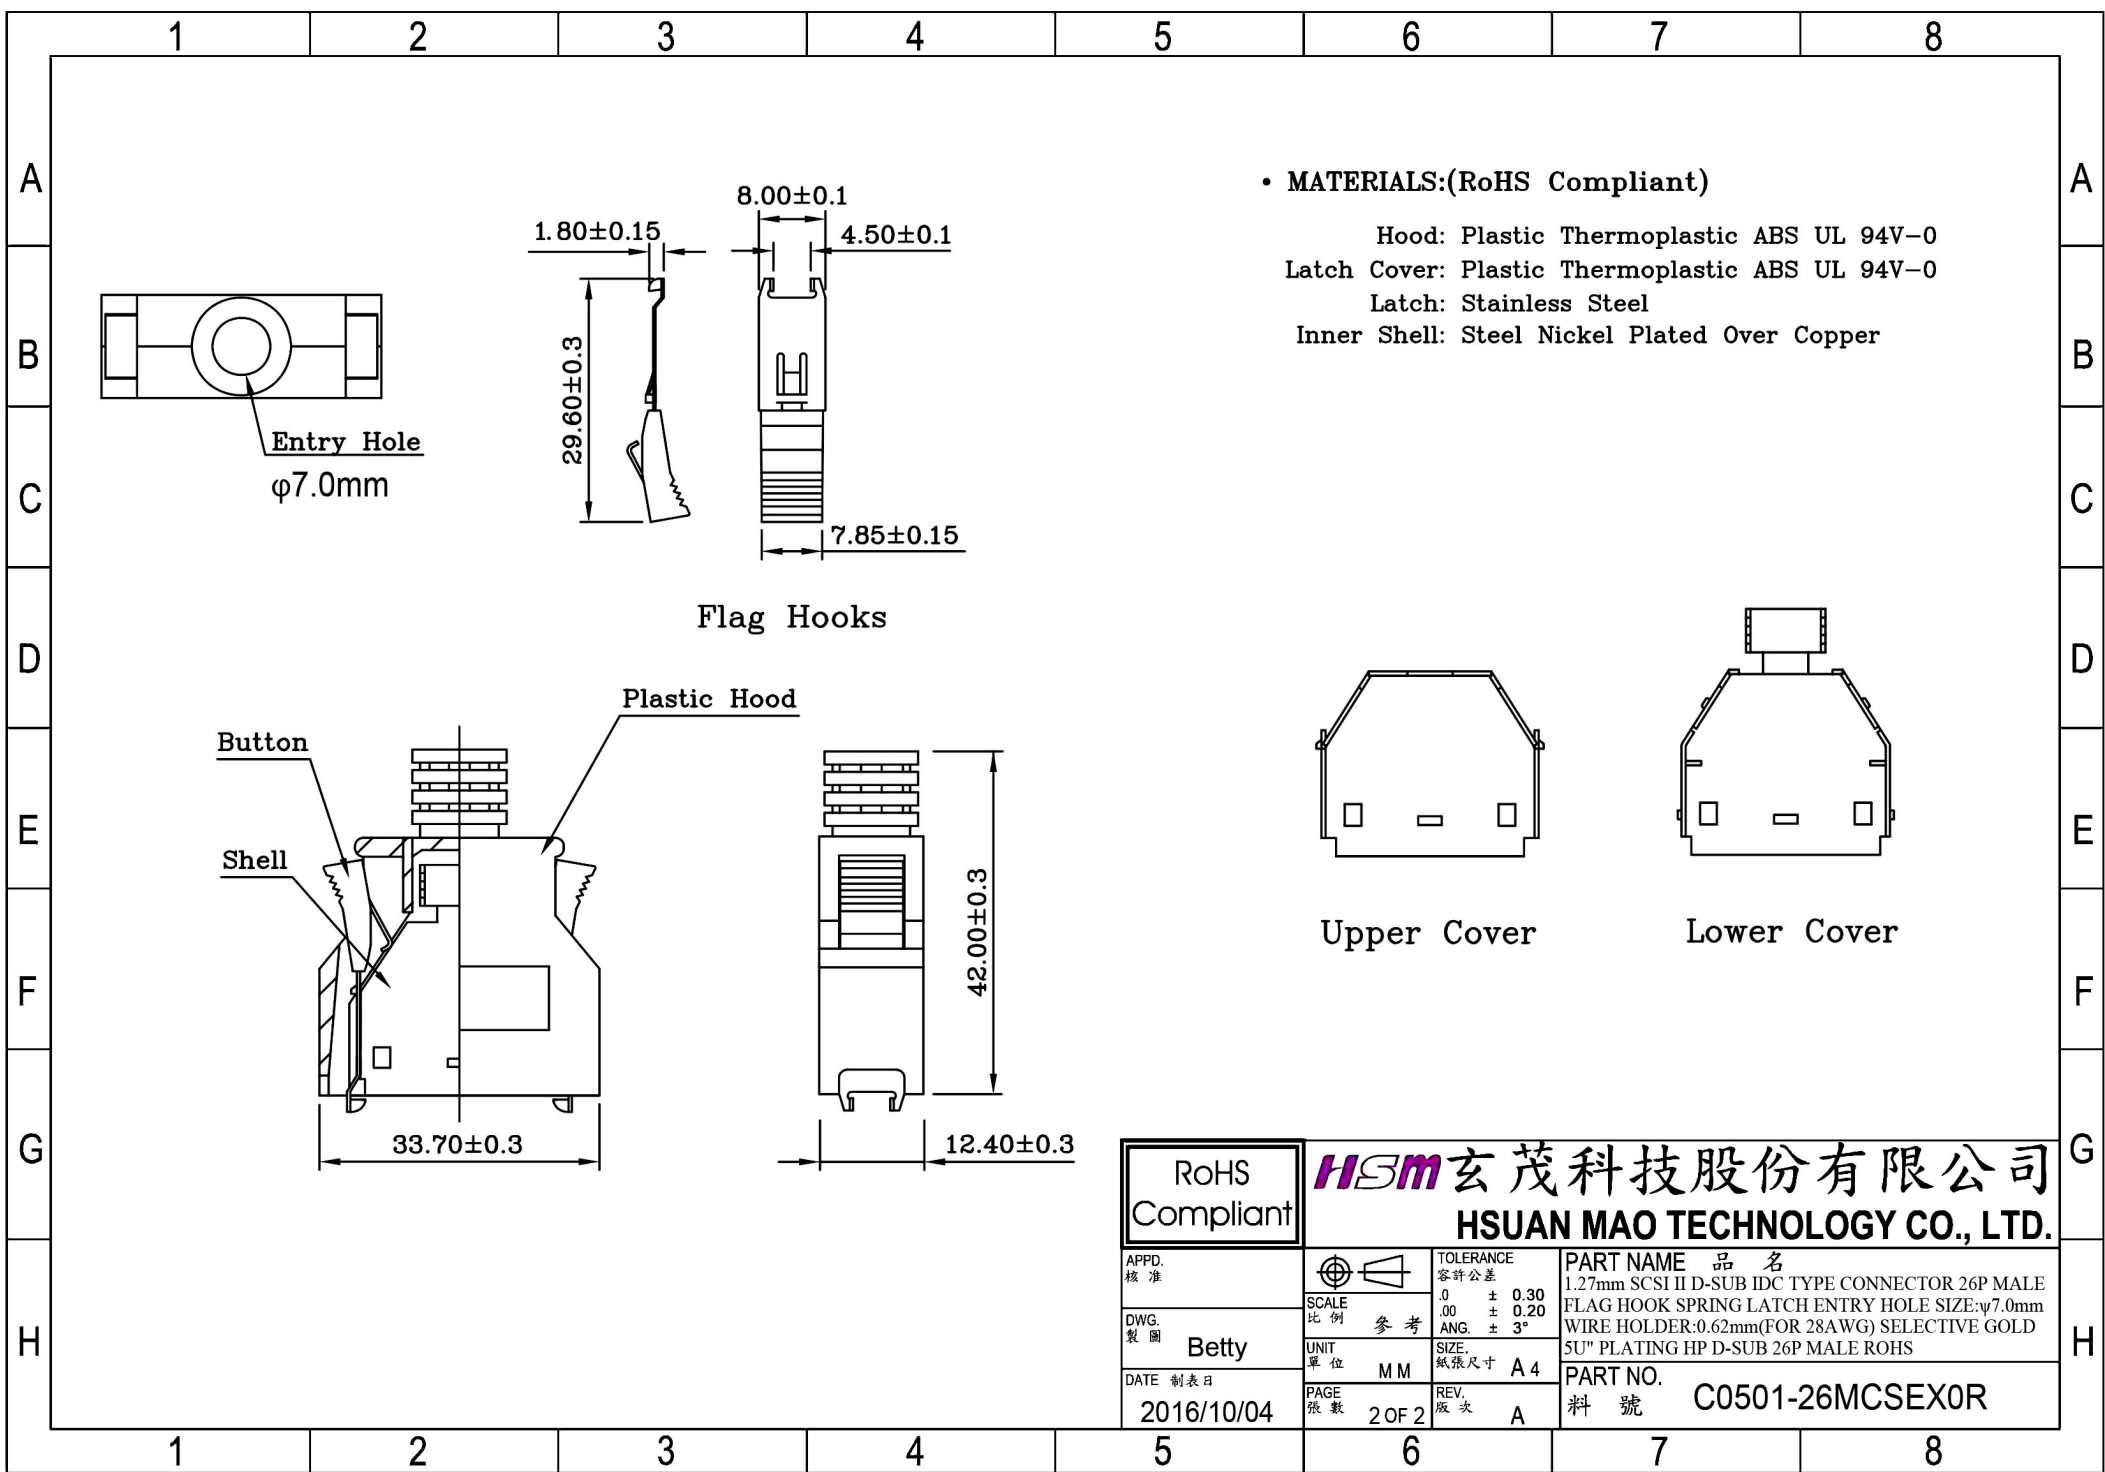 1 2 3 4 5 6 7 8
A
B
C
D
E
F
G
H
A
B
C
D
E
F
G
H
Entry Hole
φ7.0mm
1.80±0.15
8.00±0.1
4.50±0.1
29.60±0.3
7.85±0.15
Flag Hooks
• MATERIALS:(RoHS Compliant)
Hood: Plastic Thermoplastic ABS UL 94V-0
Latch Cover: Plastic Thermoplastic ABS UL 94V-0
Latch: Stainless Steel
Inner Shell: Steel Nickel Plated Over Copper
Plastic Hood
Button
Shell
33.70±0.3
42.00±0.3
12.40±0.3
Upper Cover
Lower Cover
RoHS
Compliant
HSM 玄茂科技股份有限公司
HSUAN MAO TECHNOLOGY CO., LTD.
APPD.
核 准
DWG.
製 圖
Betty
DATE 制表日
2016/10/04
SCALE
比 例
參 考
UNIT
單 位
MM
PAGE
張 數
2 OF 2
TOLERANCE
容許公差
.0 ± 0.30
.00 ± 0.20
ANG. ± 3°
SIZE.
紙張尺寸
A 4
REV.
版 次
A
PART NAME 品 名
1.27mm SCSI II D-SUB IDC TYPE CONNECTOR 26P MALE
FLAG HOOK SPRING LATCH ENTRY HOLE SIZE:ψ7.0mm
WIRE HOLDER:0.62mm(FOR 28AWG) SELECTIVE GOLD
5U" PLATING HP D-SUB 26P MALE ROHS
PART NO.
料 號
C0501-26MCSEX0R
1 2 3 4 5 6 7 8